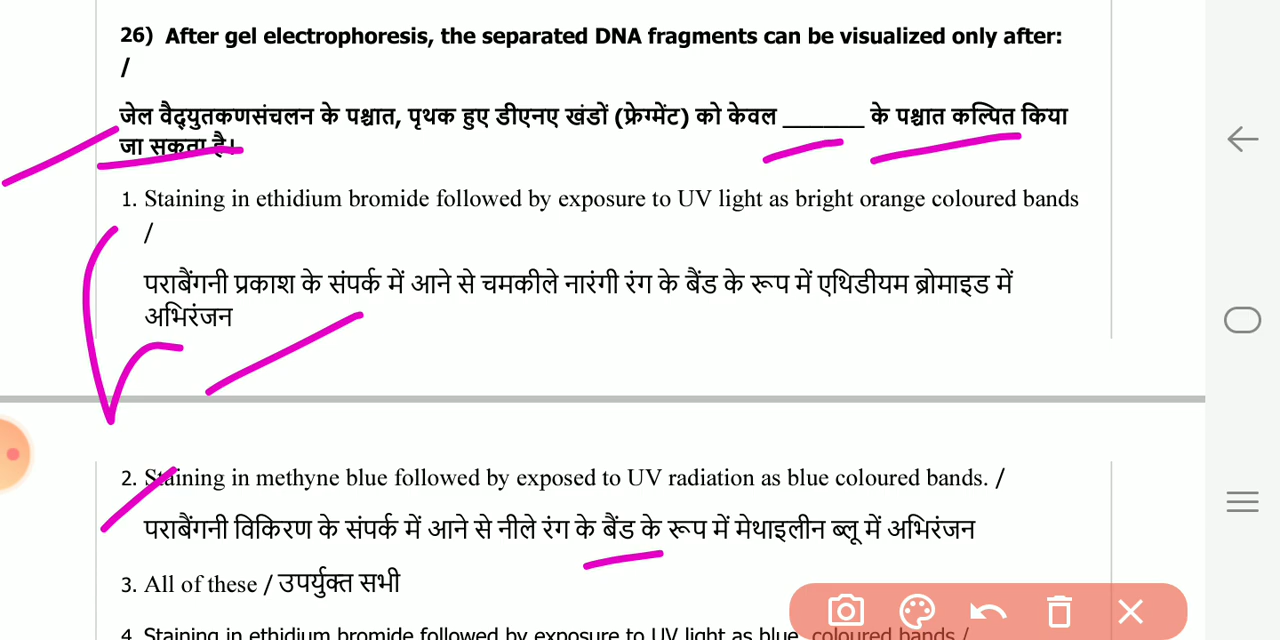 26) After gel electrophoresis, the separated DNA fragments can be visualized only after:
/
जेल वैद्युतकणसंचलन के पश्चात, पृथक हुए डीएनए खंडों (फ्रेग्मेंट) को केवल ______ के पश्चात कल्पित किया
जा सकता है।
1. Staining in ethidium bromide followed by exposure to UV light as bright orange coloured bands
/
पराबैंगनी प्रकाश के संपर्क में आने से चमकीले नारंगी रंग के बैंड के रूप में एथिडीयम ब्रोमाइड में
अभिरंजन
2. Staining in methyne blue followed by exposed to UV radiation as blue coloured bands. /
पराबैंगनी विकिरण के संपर्क में आने से नीले रंग के बैंड के रूप में मेथाइलीन ब्लू में अभिरंजन
3. All of these / उपर्युक्त सभी
4. Staining in ethidium bromide followed by exposure to UV light as blue coloured bands /